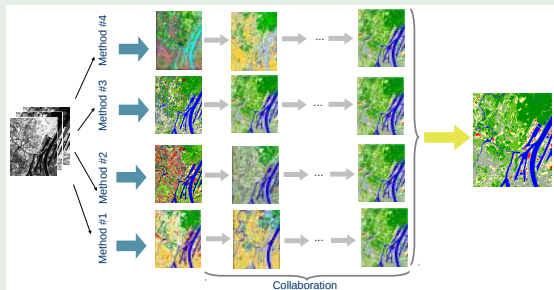 Method #4
...
Method #3
...
Method #2
...
Method #1
...
Collaboration